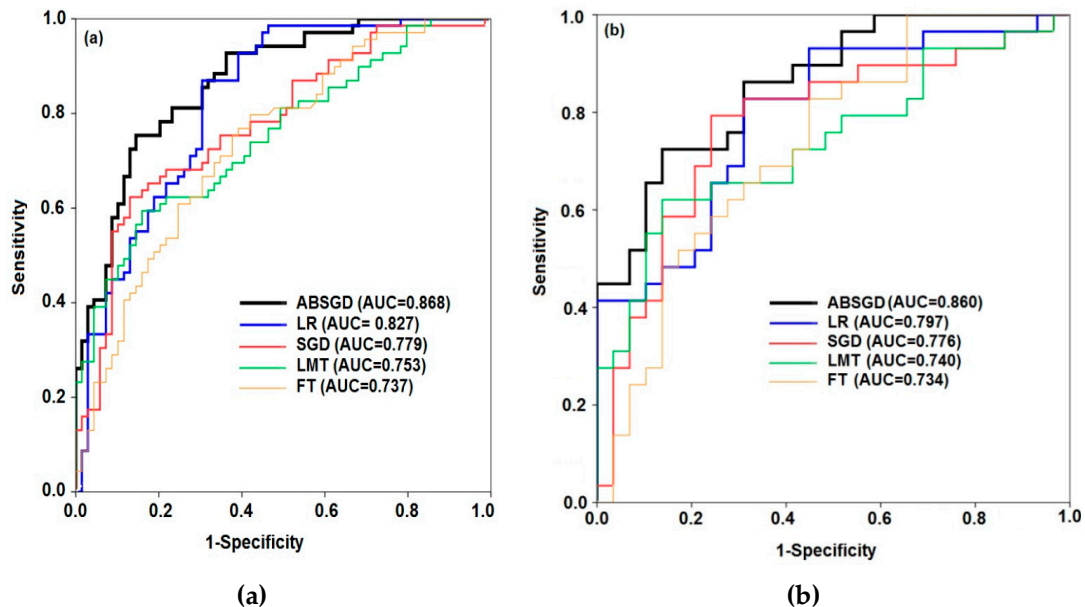 (a)
1.0
0.8
0.6
0.4
0.2
0.0
Sensitivity
ABSGD (AUC=0.868)
LR (AUC= 0.827)
SGD (AUC=0.779)
LMT (AUC=0.753)
FT (AUC=0.737)
0.0 0.2 0.4 0.6 0.8 1.0
1-Specificity
(a)
(b)
1.0
0.8
0.6
0.4
0.2
0.0
Sensitivity
ABSGD (AUC=0.860)
LR (AUC=0.797)
SGD (AUC=0.776)
LMT (AUC=0.740)
FT (AUC=0.734)
0.0 0.2 0.4 0.6 0.8 1.0
1-Specificity
(b)